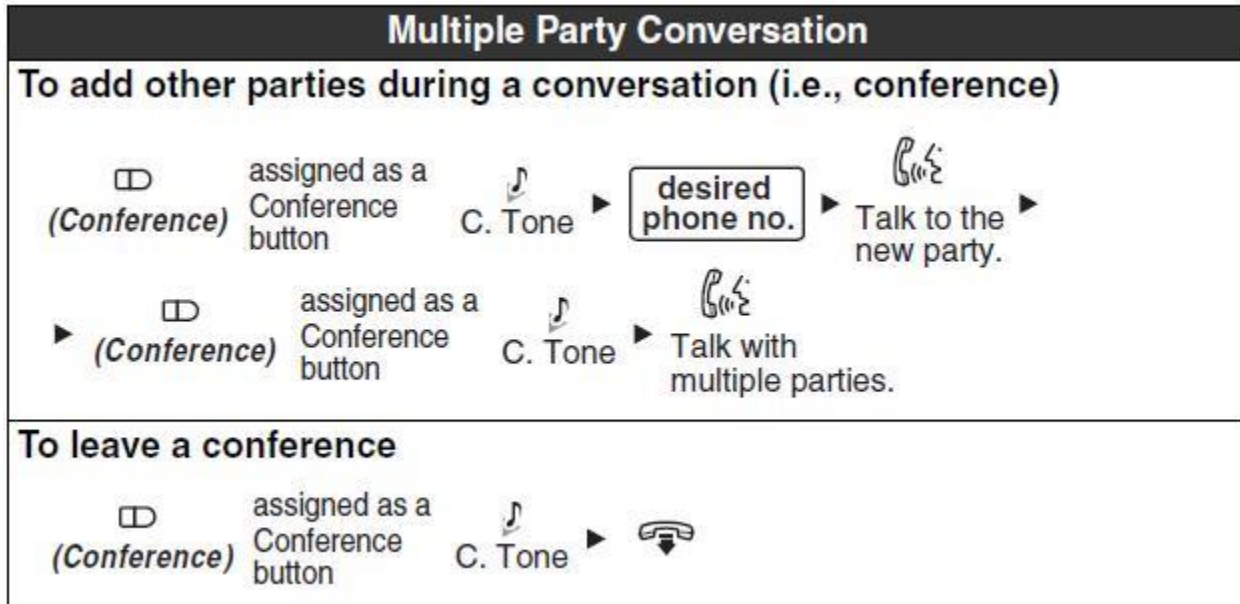 Multiple Party Conversation
To add other parties during a conversation (i.e., conference)
(Conference)
assigned as a
Conference
button
C. Tone
desired
phone no.
Talk to the
new party.
(Conference)
assigned as a
Conference
button
C. Tone
Talk with
multiple parties.
To leave a conference
(Conference)
assigned as a
Conference
button
C. Tone